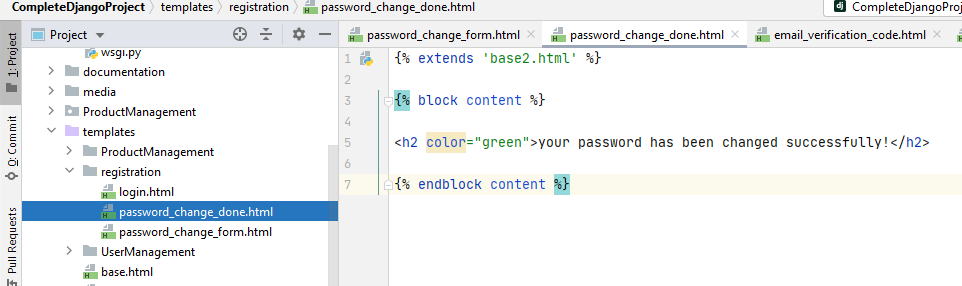 CompleteDjangoProject templates registration password_change_done.html CompleteDjangoProj
1: Project
Project
password_change_form.html password_change_done.html email_verification_code.html
wsgi.py
documentation
media
ProductManagement
templates
ProductManagement
registration
login.html
password_change_done.html
password_change_form.html
UserManagement
base.html
0: Commit
Pull Requests
1 {% extends 'base2.html' %}
2
3 {% block content %}
4
5 <h2 color="green">your password has been changed successfully!</h2>
6
7 {% endblock content %}